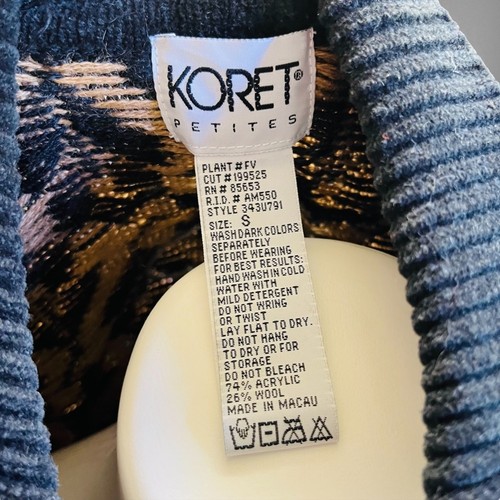 KORET®
PETITES
PLANT # FV
CUT # 199525
RN # 85653
R.I.D. # AM550
STYLE 343U791
SIZE: S
WASH DARK COLORS
SEPARATELY
BEFORE WEARING
FOR BEST RESULTS:
HAND WASH IN COLD
WATER WITH
MILD DETERGENT
DO NOT WRING
OR TWIST
LAY FLAT TO DRY.
DO NOT HANG
TO DRY OR FOR
STORAGE
DO NOT BLEACH
74% ACRYLIC
26% WOOL
MADE IN MACAU